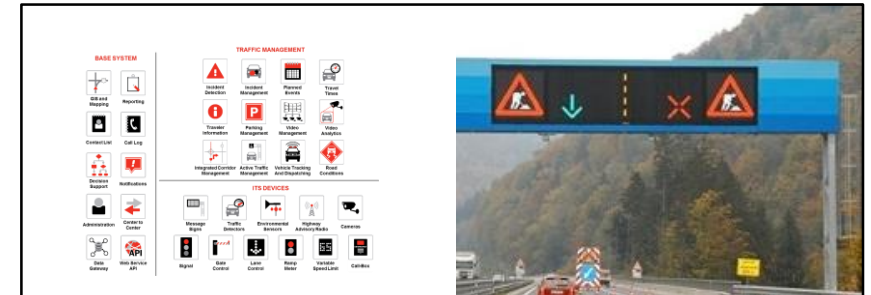 BASE SYSTEM
GIS and
Mapping
Reporting
Contact List
Call Log
Decision
Support
Notifications
Administration
Center to
Center
Data
Gateway
API
Web Service
API
TRAFFIC MANAGEMENT
Incident
Detection
Incident
Management
Planned
Events
Travel
Times
Traveler
Information
P
Parking
Management
Video
Management
Video
Analytics
Integrated Corridor
Management
Active Traffic
Management
Vehicle Tracking
And Dispatching
Road
Conditions
ITS DEVICES
Message
Signs
Traffic
Detectors
Environmental
Sensors
Highway
Advisory Radio
Cameras
Signal
Gate
Control
Lane
Control
Ramp
Meter
65
Variable
Speed Limit
Call-Box